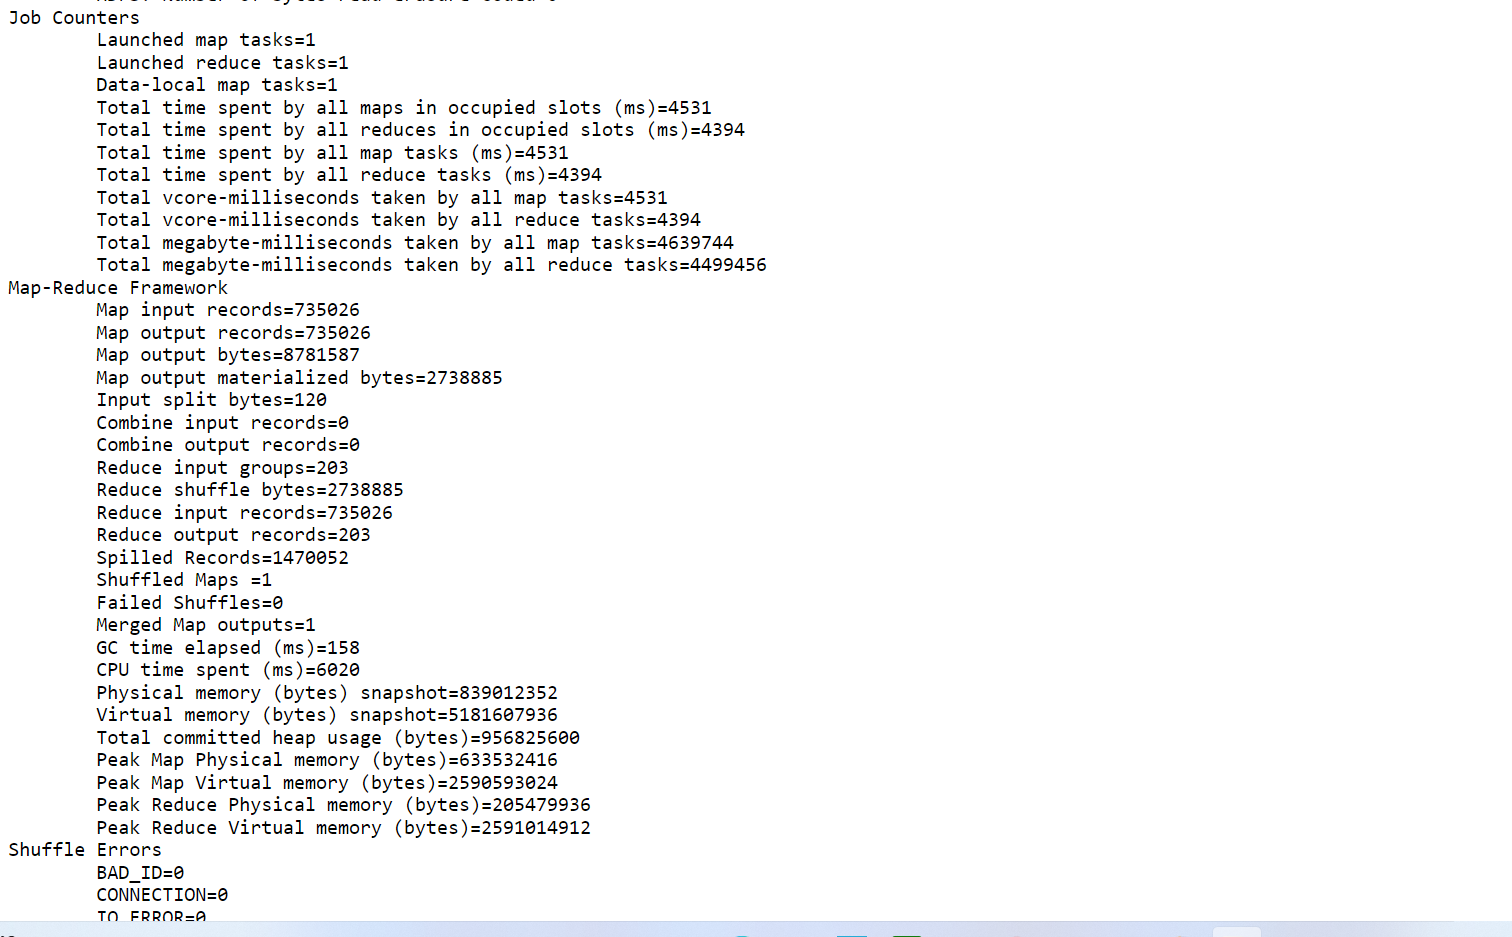 Job Counters
Launched map tasks=1
Launched reduce tasks=1
Data-local map tasks=1
Total time spent by all maps in occupied slots (ms)=4531
Total time spent by all reduces in occupied slots (ms)=4394
Total time spent by all map tasks (ms)=4531
Total time spent by all reduce tasks (ms)=4394
Total vcore-milliseconds taken by all map tasks=4531
Total vcore-milliseconds taken by all reduce tasks=4394
Total megabyte-milliseconds taken by all map tasks=4639744
Total megabyte-milliseconds taken by all reduce tasks=4499456
Map-Reduce Framework
Map input records=735026
Map output records=735026
Map output bytes=8781587
Map output materialized bytes=2738885
Input split bytes=120
Combine input records=0
Combine output records=0
Reduce input groups=203
Reduce shuffle bytes=2738885
Reduce input records=735026
Reduce output records=203
Spilled Records=1470052
Shuffled Maps =1
Failed Shuffles=0
Merged Map outputs=1
GC time elapsed (ms)=158
CPU time spent (ms)=6020
Physical memory (bytes) snapshot=839012352
Virtual memory (bytes) snapshot=5181607936
Total committed heap usage (bytes)=956825600
Peak Map Physical memory (bytes)=633532416
Peak Map Virtual memory (bytes)=2590593024
Peak Reduce Physical memory (bytes)=205479936
Peak Reduce Virtual memory (bytes)=2591014912
Shuffle Errors
BAD_ID=0
CONNECTION=0
IO_ERROR=0